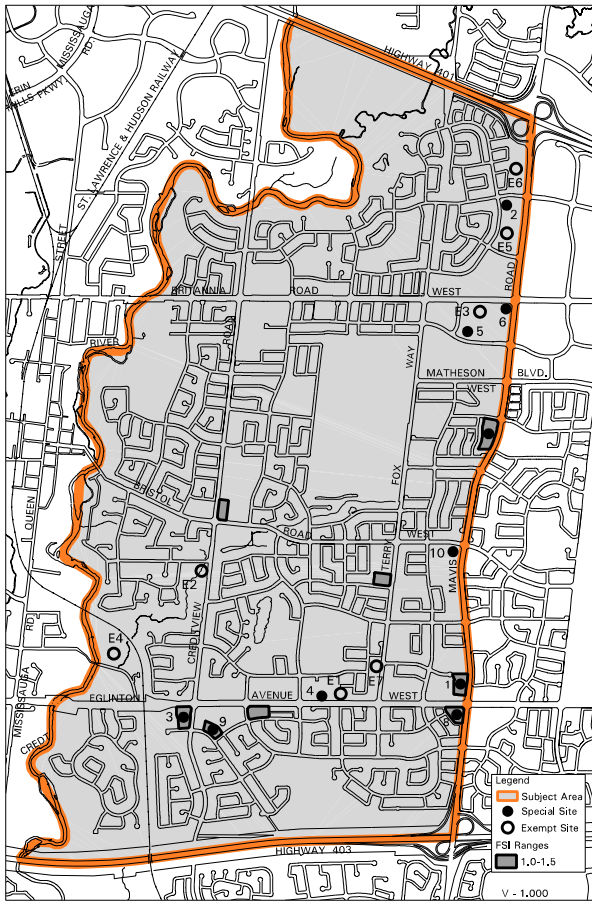 MISSISSAUGA
RD
ERIN
MILLS PKWY
ST. LAWRENCE & HUDSON RAILWAY
HIGHWAY 401
E6
2
E5
STREET
ROAD
BRITANNIA ROAD WEST
E3
6
5
RIVER
ROAD
WAY
MATHESON BLVD.
WEST
7
QUEEN
BRISTOL
FOX
ROAD WEST
10
TERRY
MAVIS
E2
CREDITVIEW
RD
E4
E7
MISSISSAUGA
EGLINTON AVENUE WEST
4
E1
1
3
9
8
CREDIT
HIGHWAY 403
Legend
Subject Area
Special Site
Exempt Site
FSI Ranges
1.0-1.5
V - 1.000